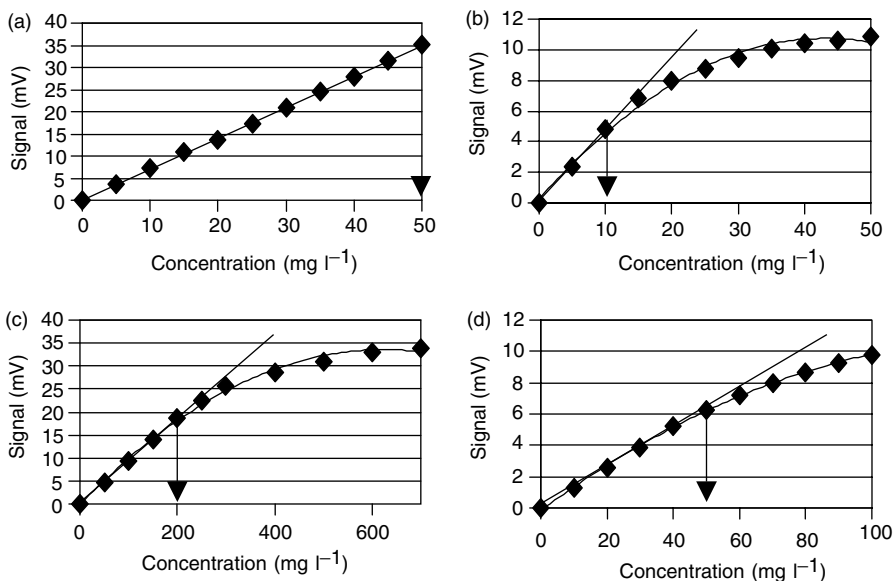 (a)
40
35
30
25
20
15
10
5
0
Signal (mV)
0 10 20 30 40 50
Concentration (mg l⁻¹)
(b)
12
10
8
6
4
2
0
Signal (mV)
0 10 20 30 40 50
Concentration (mg l⁻¹)
(c)
40
35
30
25
20
15
10
5
0
Signal (mV)
0 200 400 600
Concentration (mg l⁻¹)
(d)
12
10
8
6
4
2
0
Signal (mV)
0 20 40 60 80 100
Concentration (mg l⁻¹)